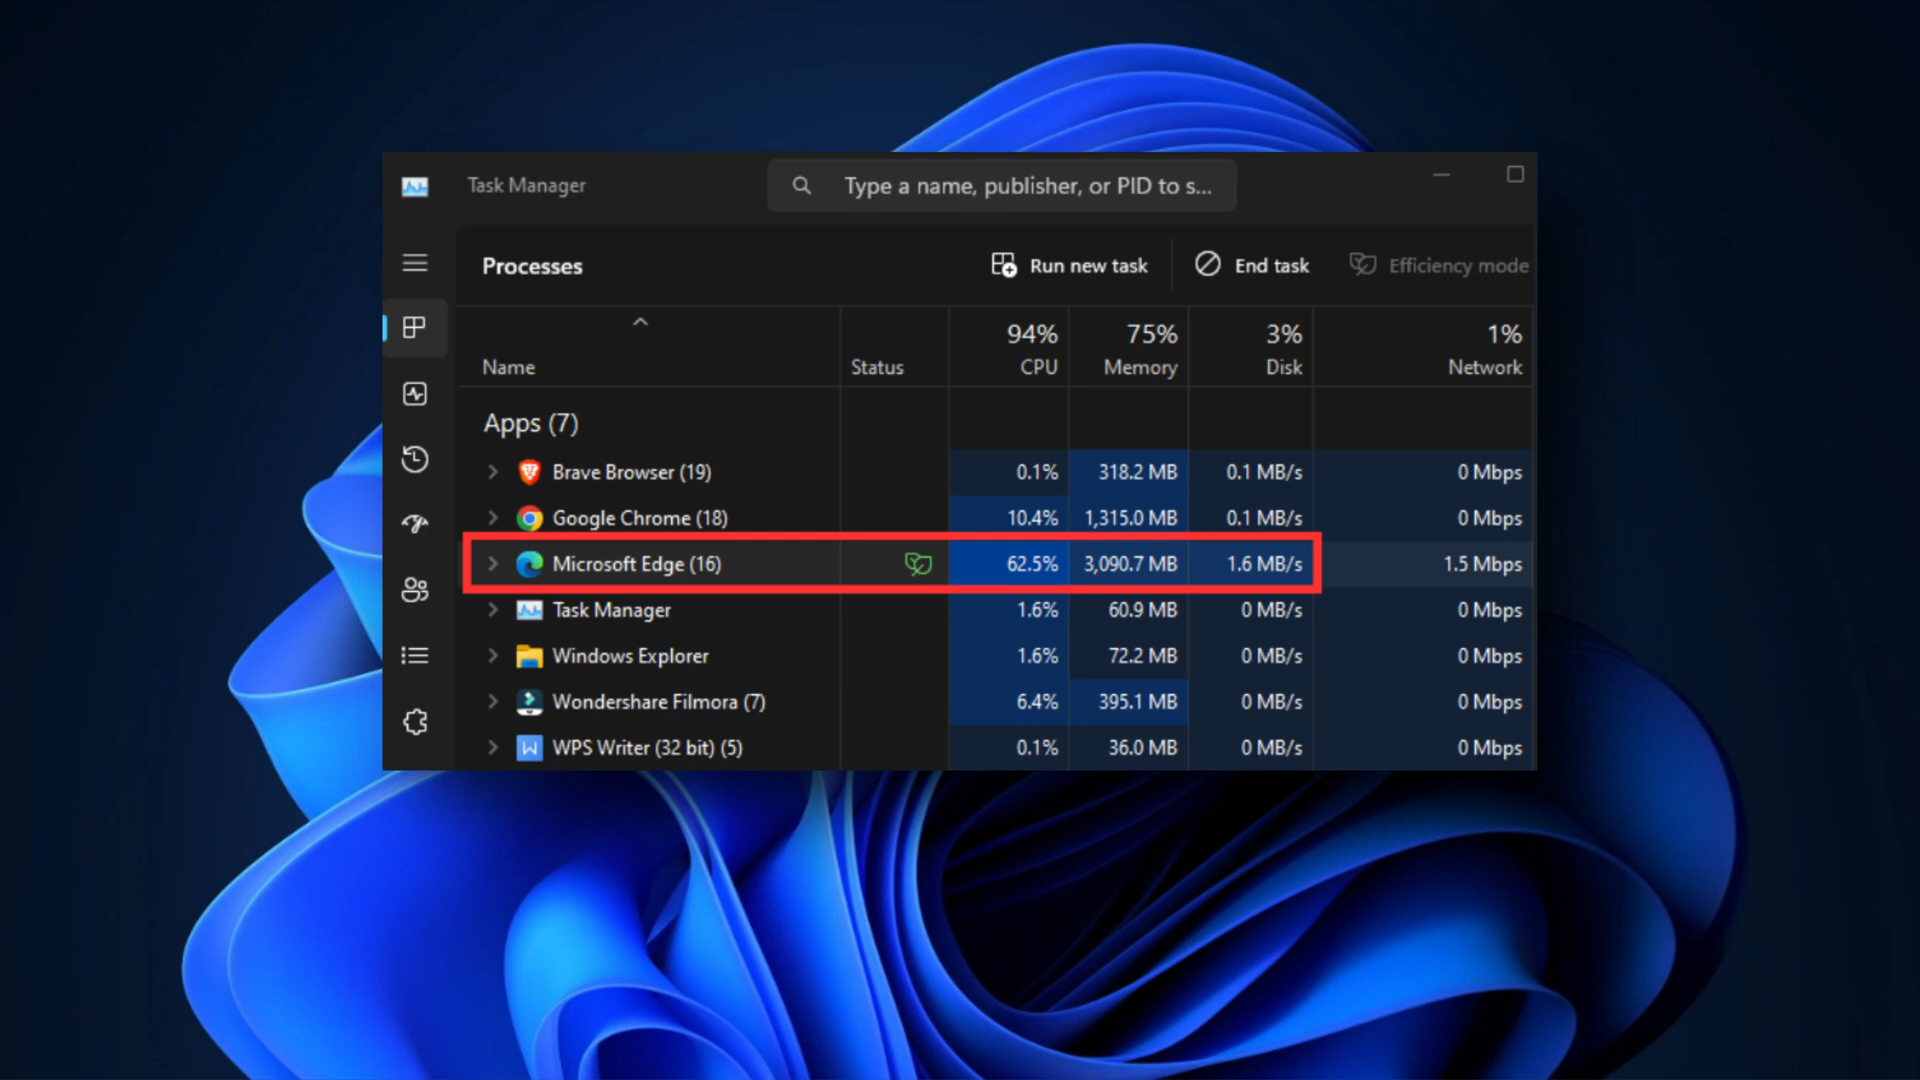 Task Manager
Type a name, publisher, or PID to s...
Processes
Run new task
End task
Efficiency mode
94% 75% 3% 1%
Name Status CPU Memory Disk Network
Apps (7)
Brave Browser (19) 0.1% 318.2 MB 0.1 MB/s 0 Mbps
Google Chrome (18) 10.4% 1,315.0 MB 0.1 MB/s 0 Mbps
Microsoft Edge (16) 62.5% 3,090.7 MB 1.6 MB/s 1.5 Mbps
Task Manager 1.6% 60.9 MB 0 MB/s 0 Mbps
Windows Explorer 1.6% 72.2 MB 0 MB/s 0 Mbps
Wondershare Filmora (7) 6.4% 395.1 MB 0 MB/s 0 Mbps
WPS Writer (32 bit) (5) 0.1% 36.0 MB 0 MB/s 0 Mbps